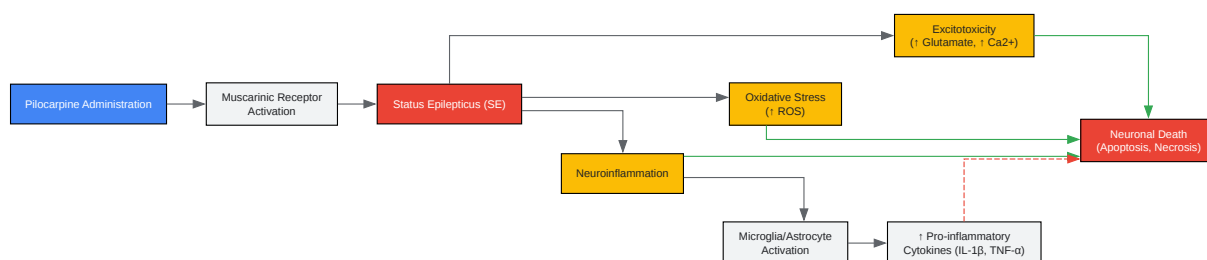 Excitotoxicity
(↑ Glutamate, ↑ Ca2+)
Pilocarpine Administration
Muscarinic Receptor
Activation
Status Epilepticus (SE)
Oxidative Stress
(↑ ROS)
Neuronal Death
(Apoptosis, Necrosis)
Neuroinflammation
Microglia/Astrocyte
Activation
↑ Pro-inflammatory
Cytokines (IL-1β, TNF-α)